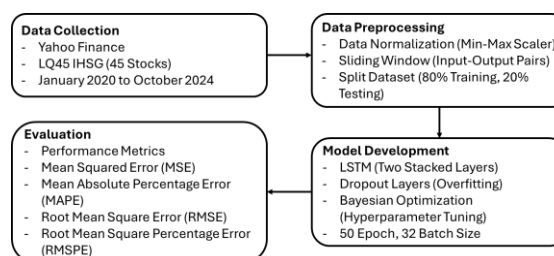 Data Collection
- Yahoo Finance
- LQ45 IHSG (45 Stocks)
- January 2020 to October 2024
Data Preprocessing
- Data Normalization (Min-Max Scaler)
- Sliding Window (Input-Output Pairs)
- Split Dataset (80% Training, 20%
Testing)
Model Development
- LSTM (Two Stacked Layers)
- Dropout Layers (Overfitting)
- Bayesian Optimization
(Hyperparameter Tuning)
- 50 Epoch, 32 Batch Size
Evaluation
- Performance Metrics
- Mean Squared Error (MSE)
- Mean Absolute Percentage Error
(MAPE)
- Root Mean Square Error (RMSE)
- Root Mean Square Percentage Error
(RMSPE)